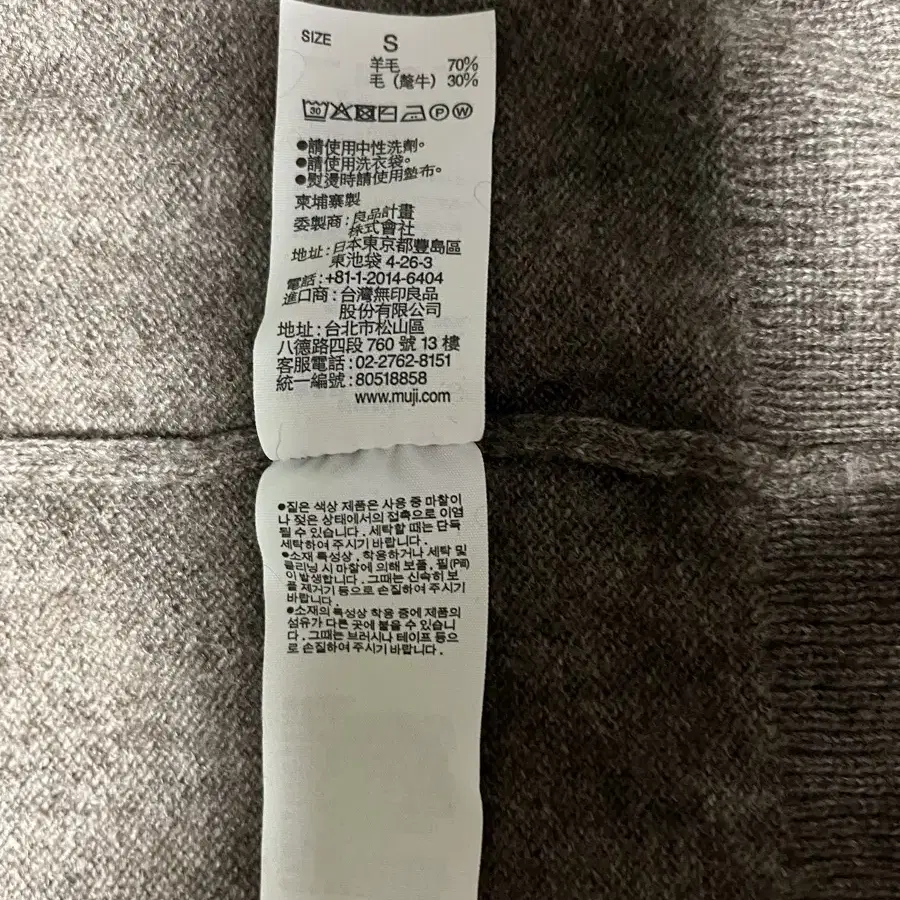 SIZE S
羊毛 70%
毛（氂牛）30%
30 P W
●請使用中性洗劑。
●請使用洗衣袋。
●熨燙時請使用墊布。
柬埔寨製
委製商：良品計畫
株式會社
地址：日本東京都豐島區
東池袋 4-26-3
電話：+81-1-2014-6404
進口商：台灣無印良品
股份有限公司
地址：台北市松山區
八德路四段 760 號 13 樓
客服電話：02-2762-8151
統一編號：80518858
www.muji.com
●짙은 색상 제품은 사용 중 마찰이
나 젖은 상태에서의 접촉으로 이염
될 수 있습니다. 세탁할 때는 단독
세탁하여 주시기 바랍니다.
●소재 특성상, 착용하거나 세탁 및
클리닝 시 마찰에 의해 보풀, 필(Pill)
이 발생합니다. 그때는 신속히 보
풀 제거기 등으로 손질하여 주시기
바랍니다.
●소재의 특성상 착용 중에 제품의
섬유가 다른 곳에 붙을 수 있습니
다. 그때는 브러시나 테이프 등으
로 손질하여 주시기 바랍니다.